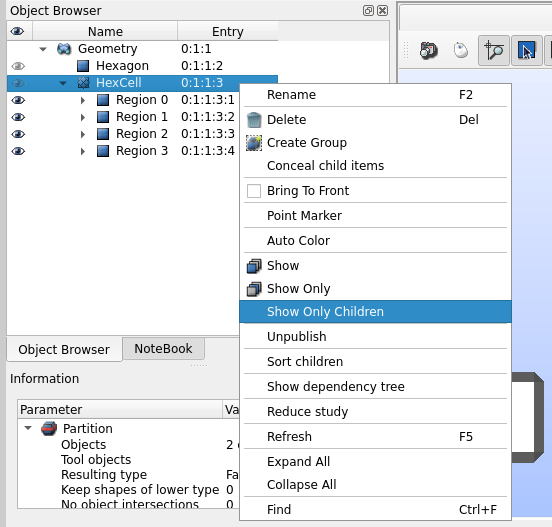 Object Browser
Name Entry
Geometry 0:1:1
Hexagon 0:1:1:2
HexCell 0:1:1:3
Region 0 0:1:1:3:1
Region 1 0:1:1:3:2
Region 2 0:1:1:3:3
Region 3 0:1:1:3:4
Rename F2
Delete Del
Create Group
Conceal child items
Bring To Front
Point Marker
Auto Color
Show
Show Only
Show Only Children
Unpublish
Sort children
Show dependency tree
Reduce study
Refresh F5
Expand All
Collapse All
Find Ctrl+F
Object Browser NoteBook
Information
Parameter Va
Partition
Objects 2
Tool objects
Resulting type Fa
Keep shapes of lower type 0
No object intersections 0